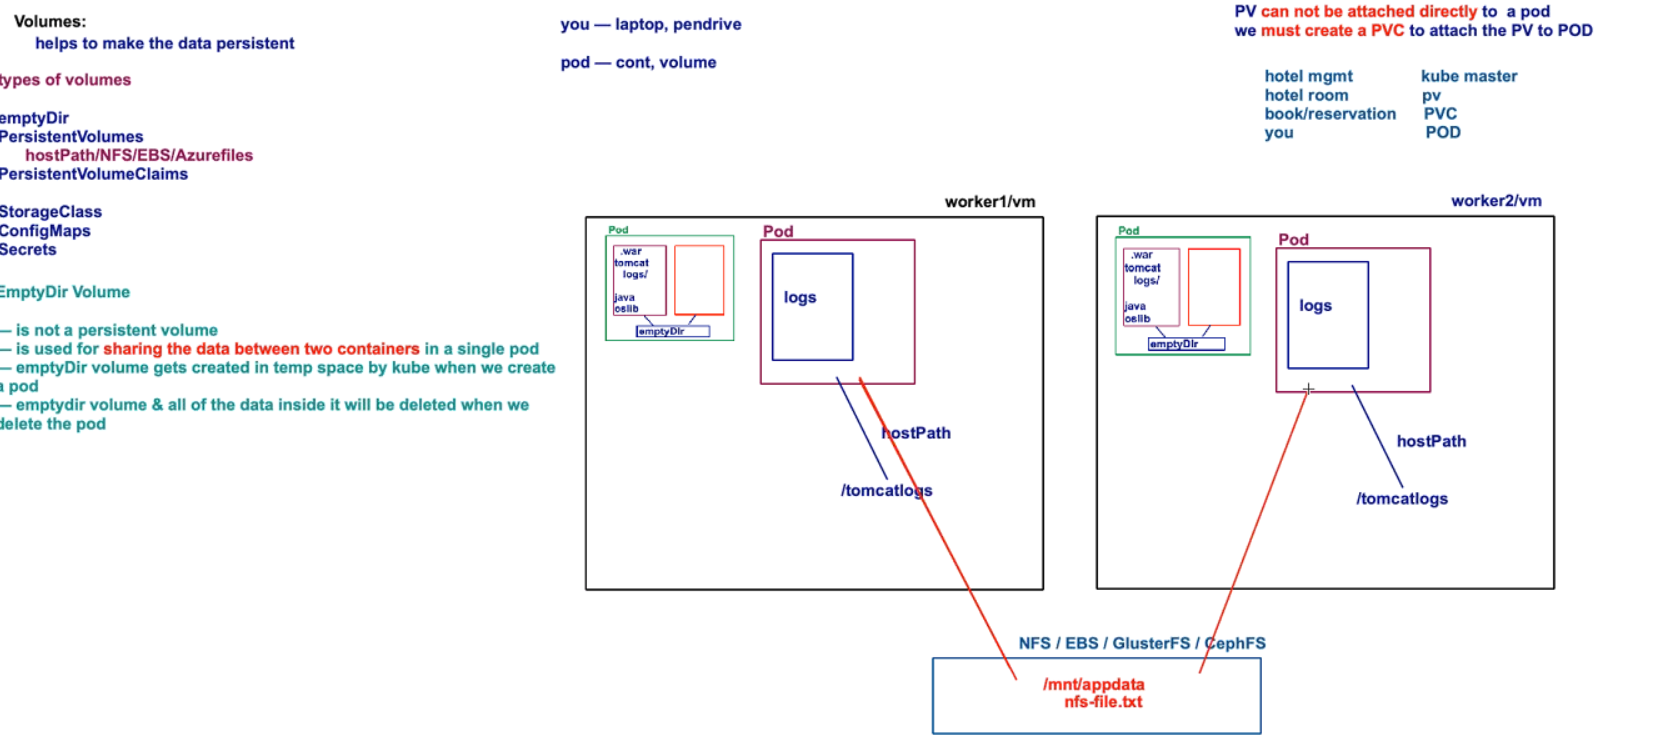 Volumes:
helps to make the data persistent
types of volumes
emptyDir
PersistentVolumes
hostPath/NFS/EBS/Azurefiles
PersistentVolumeClaims
StorageClass
ConfigMaps
Secrets
EmptyDir Volume
— is not a persistent volume
— is used for sharing the data between two containers in a single pod
— emptyDir volume gets created in temp space by kube when we create
a pod
— emptydir volume & all of the data inside it will be deleted when we
delete the pod
you — laptop, pendrive
pod — cont, volume
PV can not be attached directly to a pod
we must create a PVC to attach the PV to POD
hotel mgmt kube master
hotel room pv
book/reservation PVC
you POD
worker1/vm
Pod
.war
tomcat
logs/
java
oslib
emptyDir
Pod
logs
hostPath
/tomcatlogs
worker2/vm
Pod
.war
tomcat
logs/
java
oslib
emptyDir
Pod
logs
hostPath
/tomcatlogs
NFS / EBS / GlusterFS / CephFS
/mnt/appdata
nfs-file.txt